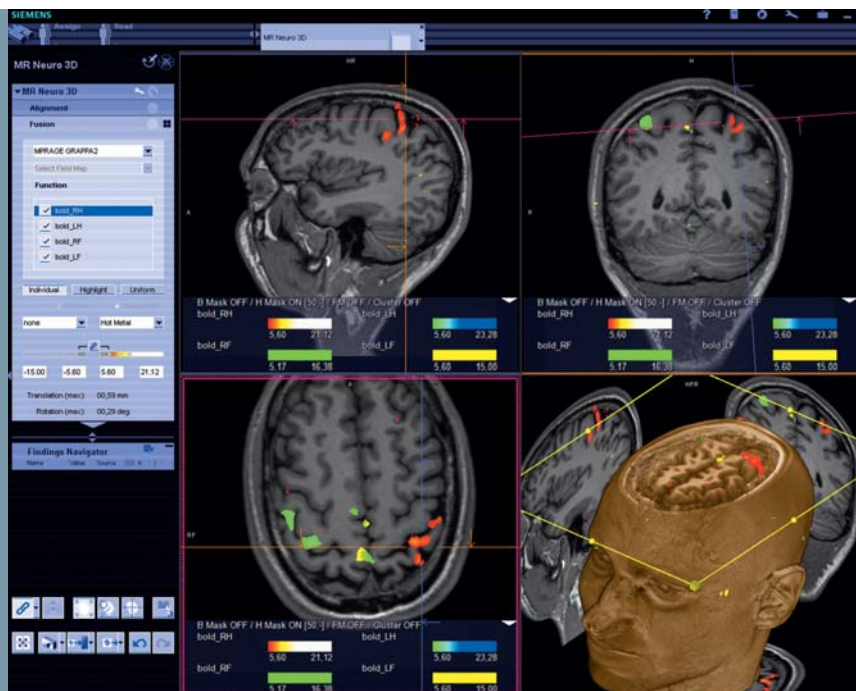 SIEMENS
Assign
Read
MR Neuro 3D
MR Neuro 3D
MR Neuro 3D
Alignment
Fusion
MPRAGE GRAPPA2
Select Field Map
Function
bold_RH
bold_LH
bold_RF
bold_LF
Individual Highlight Uniform
none Hot Metal
-15.00 -5.60 5.60 21.12
Translation (max): 00,59 mm
Rotation (max): 00,29 deg
Findings Navigator
Name Value Source
A
B Mask OFF / H Mask ON [50,-] / FM OFF / Cluster OFF
bold_RH bold_LH
5,60 21,12 5,60 23,28
bold_RF bold_LF
5,17 16,38 5,60 15,00
H
R
B Mask OFF / H Mask ON [50,-] / FM OFF / Cluster OFF
bold_RH bold_LH
5,60 21,12 5,60 23,28
bold_RF bold_LF
5,17 16,38 5,60 15,00
A
RF
B Mask OFF / H Mask ON [50,-] / FM OFF / Cluster OFF
bold_RH bold_LH
5,60 21,12 5,60 23,28
bold_RF bold_LF
5,17 16,38 5,60 15,00
MPR